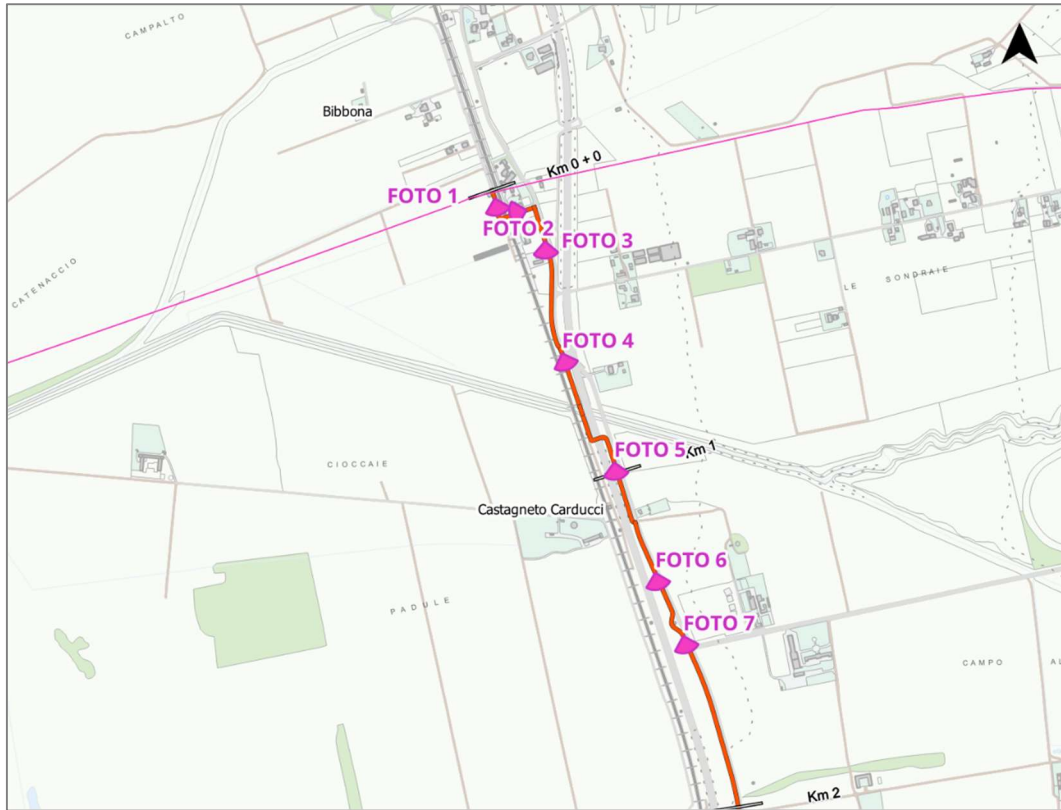 CAMPALTO
Bibbona
Km 0 + 0
FOTO 1
FOTO 2
FOTO 3
CATENACCIO
LE SONDRAIE
FOTO 4
FOTO 5
Km 1
CIOCCAIE
Castagneto Carducci
FOTO 6
PADULE
FOTO 7
CAMPO AL
Km 2